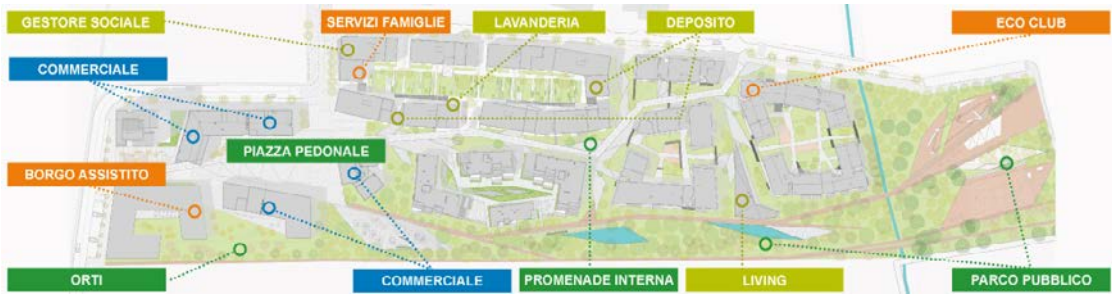 GESTORE SOCIALE
SERVIZI FAMIGLIE
LAVANDERIA
DEPOSITO
ECO CLUB
COMMERCIALE
PIAZZA PEDONALE
BORGO ASSISTITO
ORTI
COMMERCIALE
PROMENADE INTERNA
LIVING
PARCO PUBBLICO